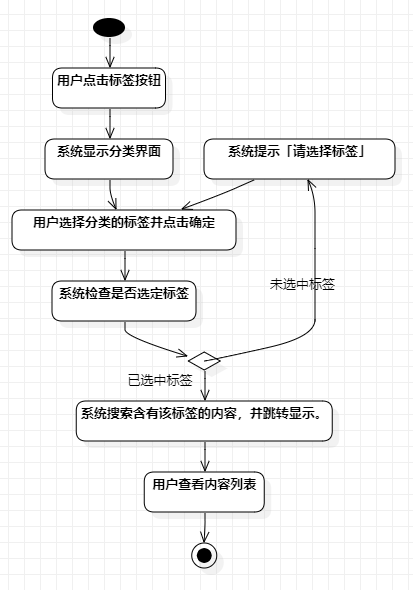 用户点击标签按钮
系统显示分类界面
系统提示「请选择标签」
用户选择分类的标签并点击确定
未选中标签
系统检查是否选定标签
已选中标签
系统搜索含有该标签的内容，并跳转显示。
用户查看内容列表